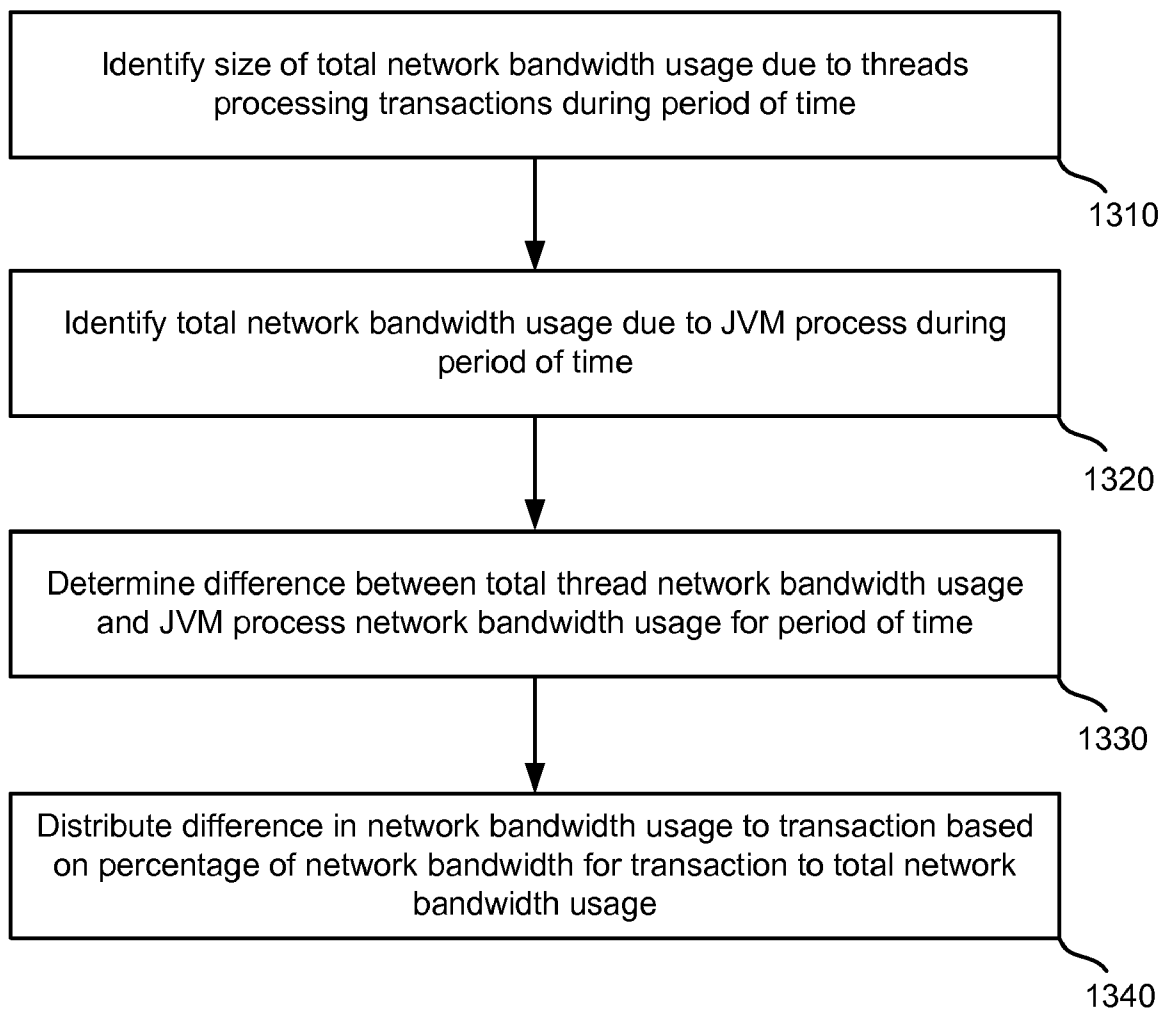 Identify size of total network bandwidth usage due to threads
processing transactions during period of time
1310
Identify total network bandwidth usage due to JVM process during
period of time
1320
Determine difference between total thread network bandwidth usage
and JVM process network bandwidth usage for period of time
1330
Distribute difference in network bandwidth usage to transaction based
on percentage of network bandwidth for transaction to total network
bandwidth usage
1340